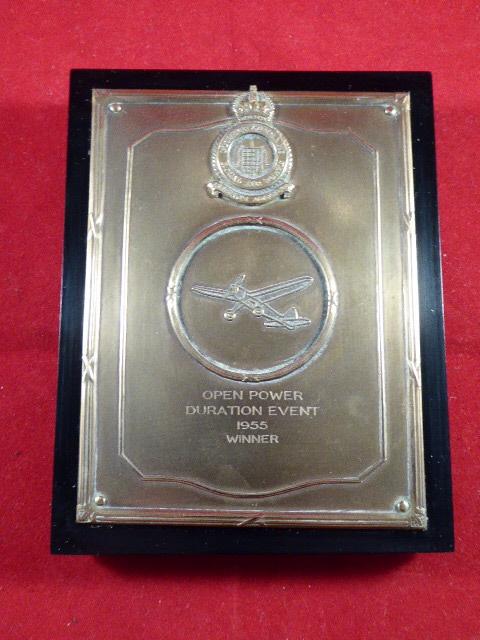 OPEN POWER
DURATION EVENT
1955
WINNER